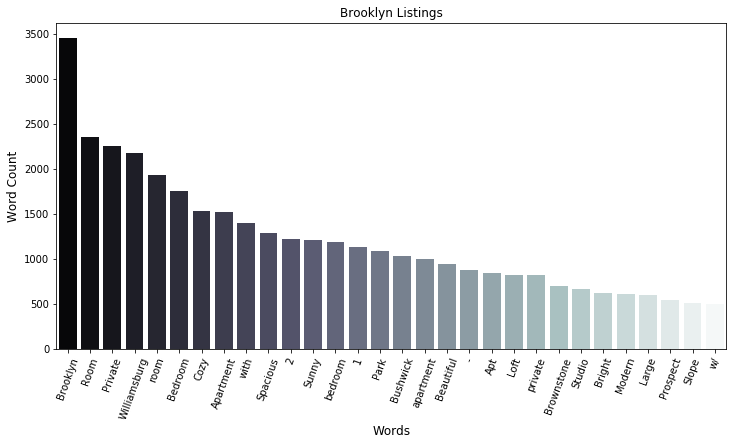 Brooklyn Listings
3500
3000
2500
2000
1500
1000
500
0
Word Count
Brooklyn
Room
Private
Williamsburg
room
Bedroom
Cozy
Apartment
with
Spacious
2
Sunny
bedroom
1
Park
Bushwick
apartment
Beautiful
-
Apt
Loft
private
Brownstone
Studio
Bright
Modern
Large
Prospect
Slope
w/
Words